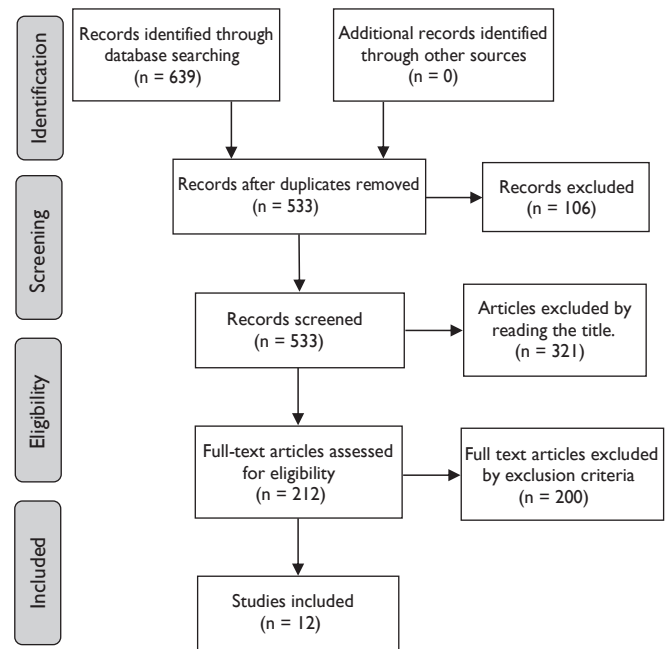 Identification
Records identified through
database searching
(n = 639)
Additional records identified
through other sources
(n = 0)
Records after duplicates removed
(n = 533)
Records excluded
(n = 106)
Screening
Records screened
(n = 533)
Articles excluded by
reading the title.
(n = 321)
Eligibility
Full-text articles assessed
for eligibility
(n = 212)
Full text articles excluded
by exclusion criteria
(n = 200)
Included
Studies included
(n = 12)